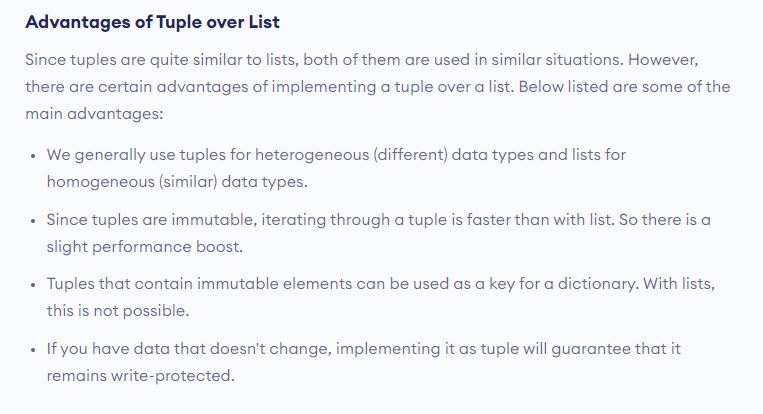 Advantages of Tuple over List
Since tuples are quite similar to lists, both of them are used in similar situations. However,
there are certain advantages of implementing a tuple over a list. Below listed are some of the
main advantages:
• We generally use tuples for heterogeneous (different) data types and lists for
homogeneous (similar) data types.
• Since tuples are immutable, iterating through a tuple is faster than with list. So there is a
slight performance boost.
• Tuples that contain immutable elements can be used as a key for a dictionary. With lists,
this is not possible.
• If you have data that doesn't change, implementing it as tuple will guarantee that it
remains write-protected.